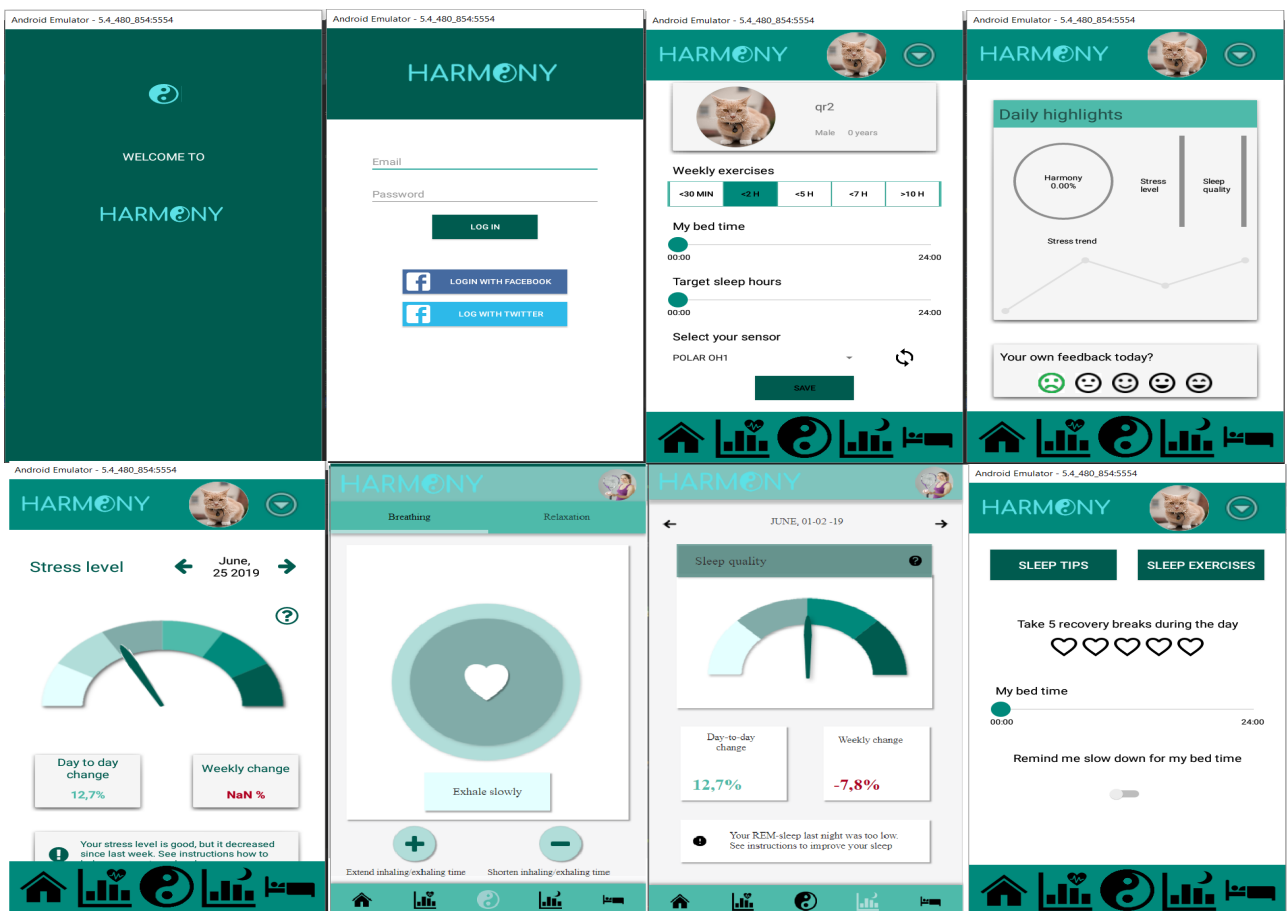 Android Emulator - 5.4_480_854:5554
WELCOME TO
HARMONY
Android Emulator - 5.4_480_854:5554
HARMONY
Email
Password
LOG IN
LOGIN WITH FACEBOOK
LOG WITH TWITTER
Android Emulator - 5.4_480_854:5554
HARMONY
qr2
Male 0 years
Weekly exercises
<30 MIN <2 H <5 H <7 H >10 H
My bed time
00:00 24:00
Target sleep hours
00:00 24:00
Select your sensor
POLAR OH1
SAVE
Android Emulator - 5.4_480_854:5554
HARMONY
Daily highlights
Harmony
0.00%
Stress
level
Sleep
quality
Stress trend
Your own feedback today?
Android Emulator - 5.4_480_854:5554
HARMONY
Stress level
June,
25 2019
Day to day
change
12,7%
Weekly change
NaN %
Your stress level is good, but it decreased
since last week. See instructions how to
HARMONY
Breathing Relaxation
Exhale slowly
Extend inhaling/exhaling time Shorten inhaling/exhaling time
HARMONY
JUNE, 01-02 -19
Sleep quality
Day-to-day
change
12,7%
Weekly change
-7,8%
Your REM-sleep last night was too low.
See instructions to improve your sleep
Android Emulator - 5.4_480_854:5554
HARMONY
SLEEP TIPS SLEEP EXERCISES
Take 5 recovery breaks during the day
My bed time
00:00 24:00
Remind me slow down for my bed time